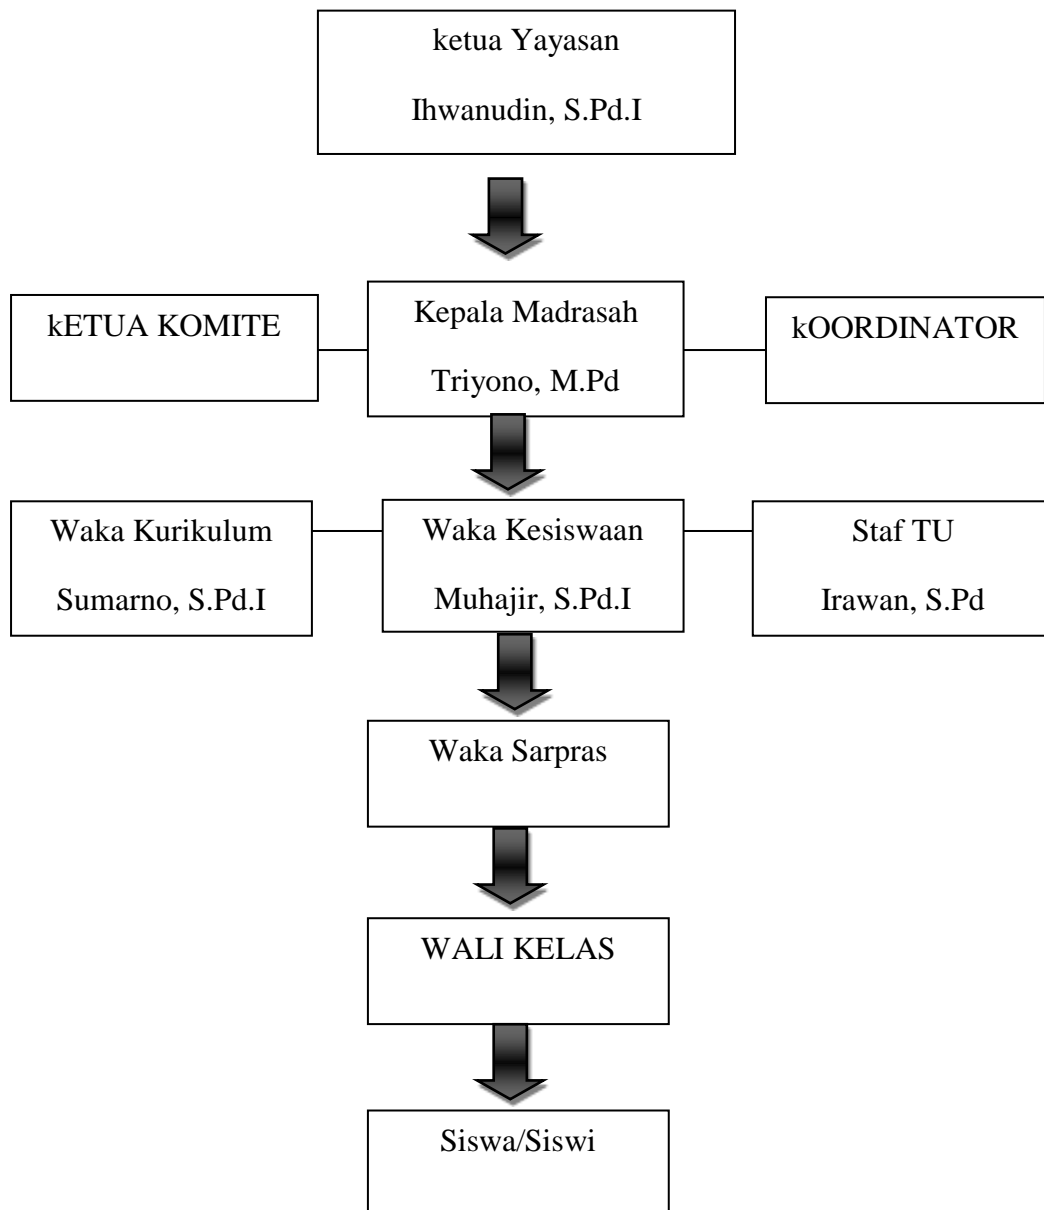 ketua Yayasan
Ihwanudin, S.Pd.I
kETUA KOMITE
Kepala Madrasah
Triyono, M.Pd
kOORDINATOR
Waka Kurikulum
Sumarno, S.Pd.I
Waka Kesiswaan
Muhajir, S.Pd.I
Staf TU
Irawan, S.Pd
Waka Sarpras
WALI KELAS
Siswa/Siswi